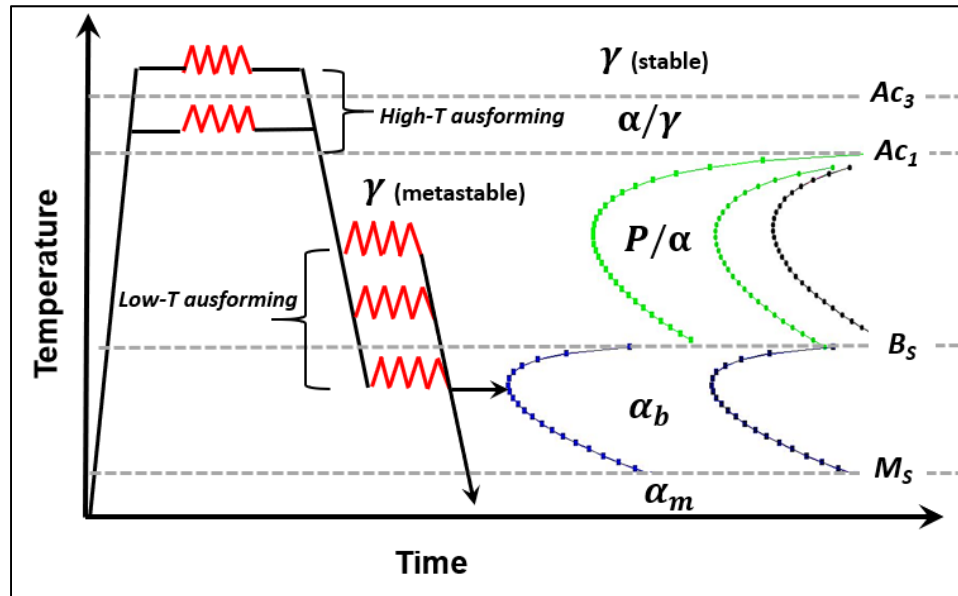 γ (stable)
Ac3
High-T ausforming
α/γ
Ac1
γ (metastable)
P/α
Low-T ausforming
Temperature
BS
αb
MS
αm
Time